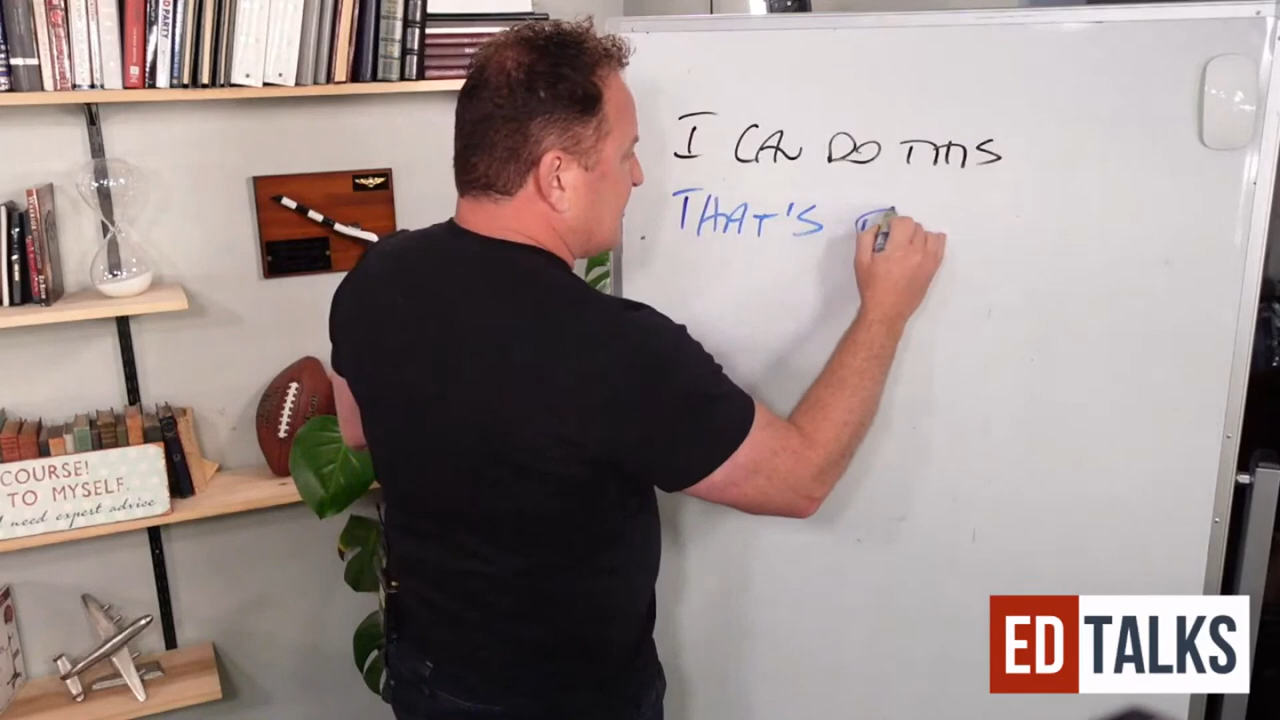 I CAN DO THIS
THAT'S
COURSE!
TO MYSELF.
need expert advice
ED TALKS